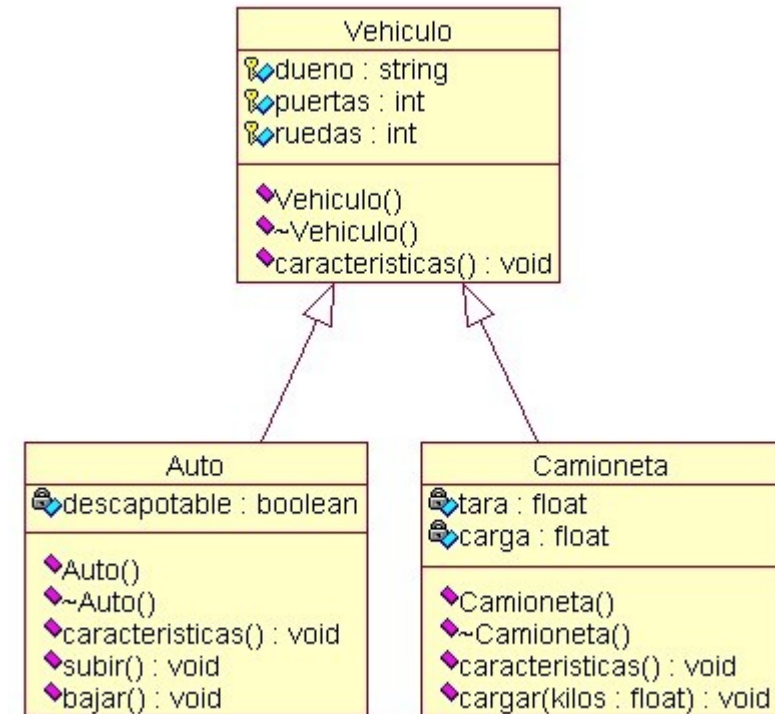 Vehiculo
dueno : string
puertas : int
ruedas : int
Vehiculo()
~Vehiculo()
caracteristicas() : void
Auto
descapotable : boolean
Auto()
~Auto()
caracteristicas() : void
subir() : void
bajar() : void
Camioneta
tara : float
carga : float
Camioneta()
~Camioneta()
caracteristicas() : void
cargar(kilos : float) : void